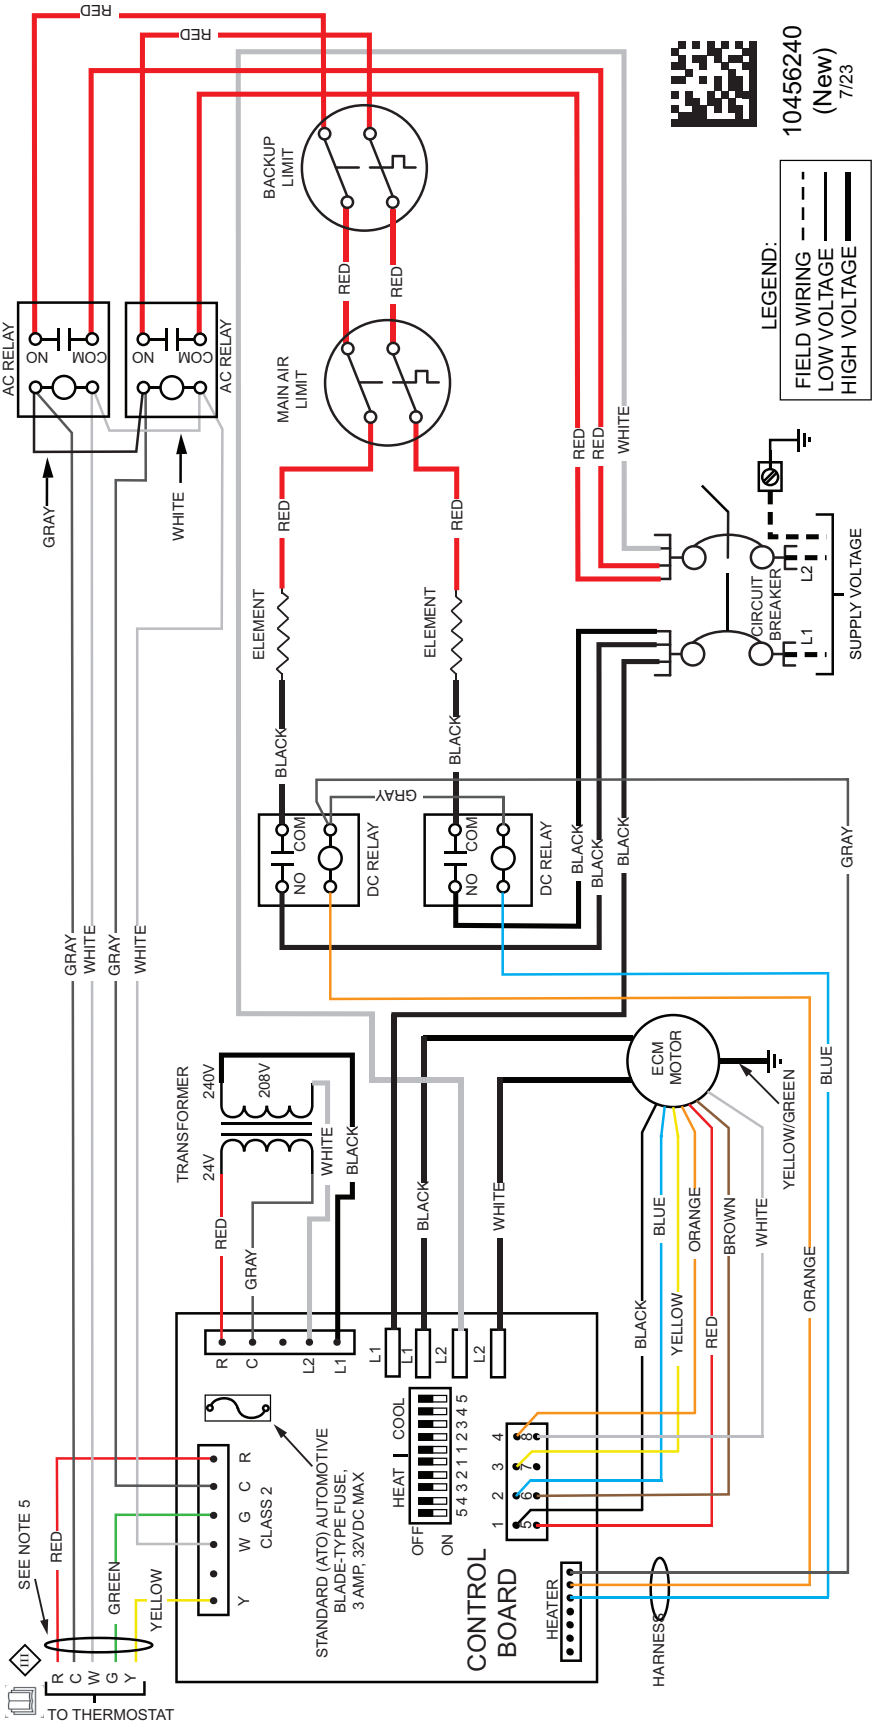 RED
RED
10456240
(New)
7/23
BACKUP
LIMIT
LEGEND:
FIELD WIRING
LOW VOLTAGE
HIGH VOLTAGE
AC RELAY
NO
COM
NO
COM
AC RELAY
RED
RED
MAIN AIR
LIMIT
GRAY
WHITE
RED
RED
RED
RED
WHITE
ELEMENT
ELEMENT
CIRCUIT
BREAKER
L1
L2
SUPPLY VOLTAGE
BLACK
BLACK
GRAY
NO
COM
DC RELAY
NO
COM
DC RELAY
BLACK
BLACK
BLACK
GRAY
GRAY
WHITE
GRAY
WHITE
TRANSFORMER
24V
240V
208V
WHITE
BLACK
RED
GRAY
BLACK
WHITE
ECM
MOTOR
YELLOW/GREEN
BLUE
BLACK
BLUE
YELLOW
ORANGE
RED
BROWN
WHITE
ORANGE
R
C
L2
L1
L1
L1
L2
L2
STANDARD (ATO) AUTOMOTIVE
BLADE-TYPE FUSE,
3 AMP, 32VDC MAX
HEAT
COOL
5 4 3 2 1 1 2 3 4 5
OFF
ON
R
C
G
W
Y
CLASS 2
1 2 3 4
5 6 7 8
CONTROL
BOARD
HEATER
HARNESS
SEE NOTE 5
RED
GREEN
YELLOW
III
R
C
W
G
Y
TO THERMOSTAT